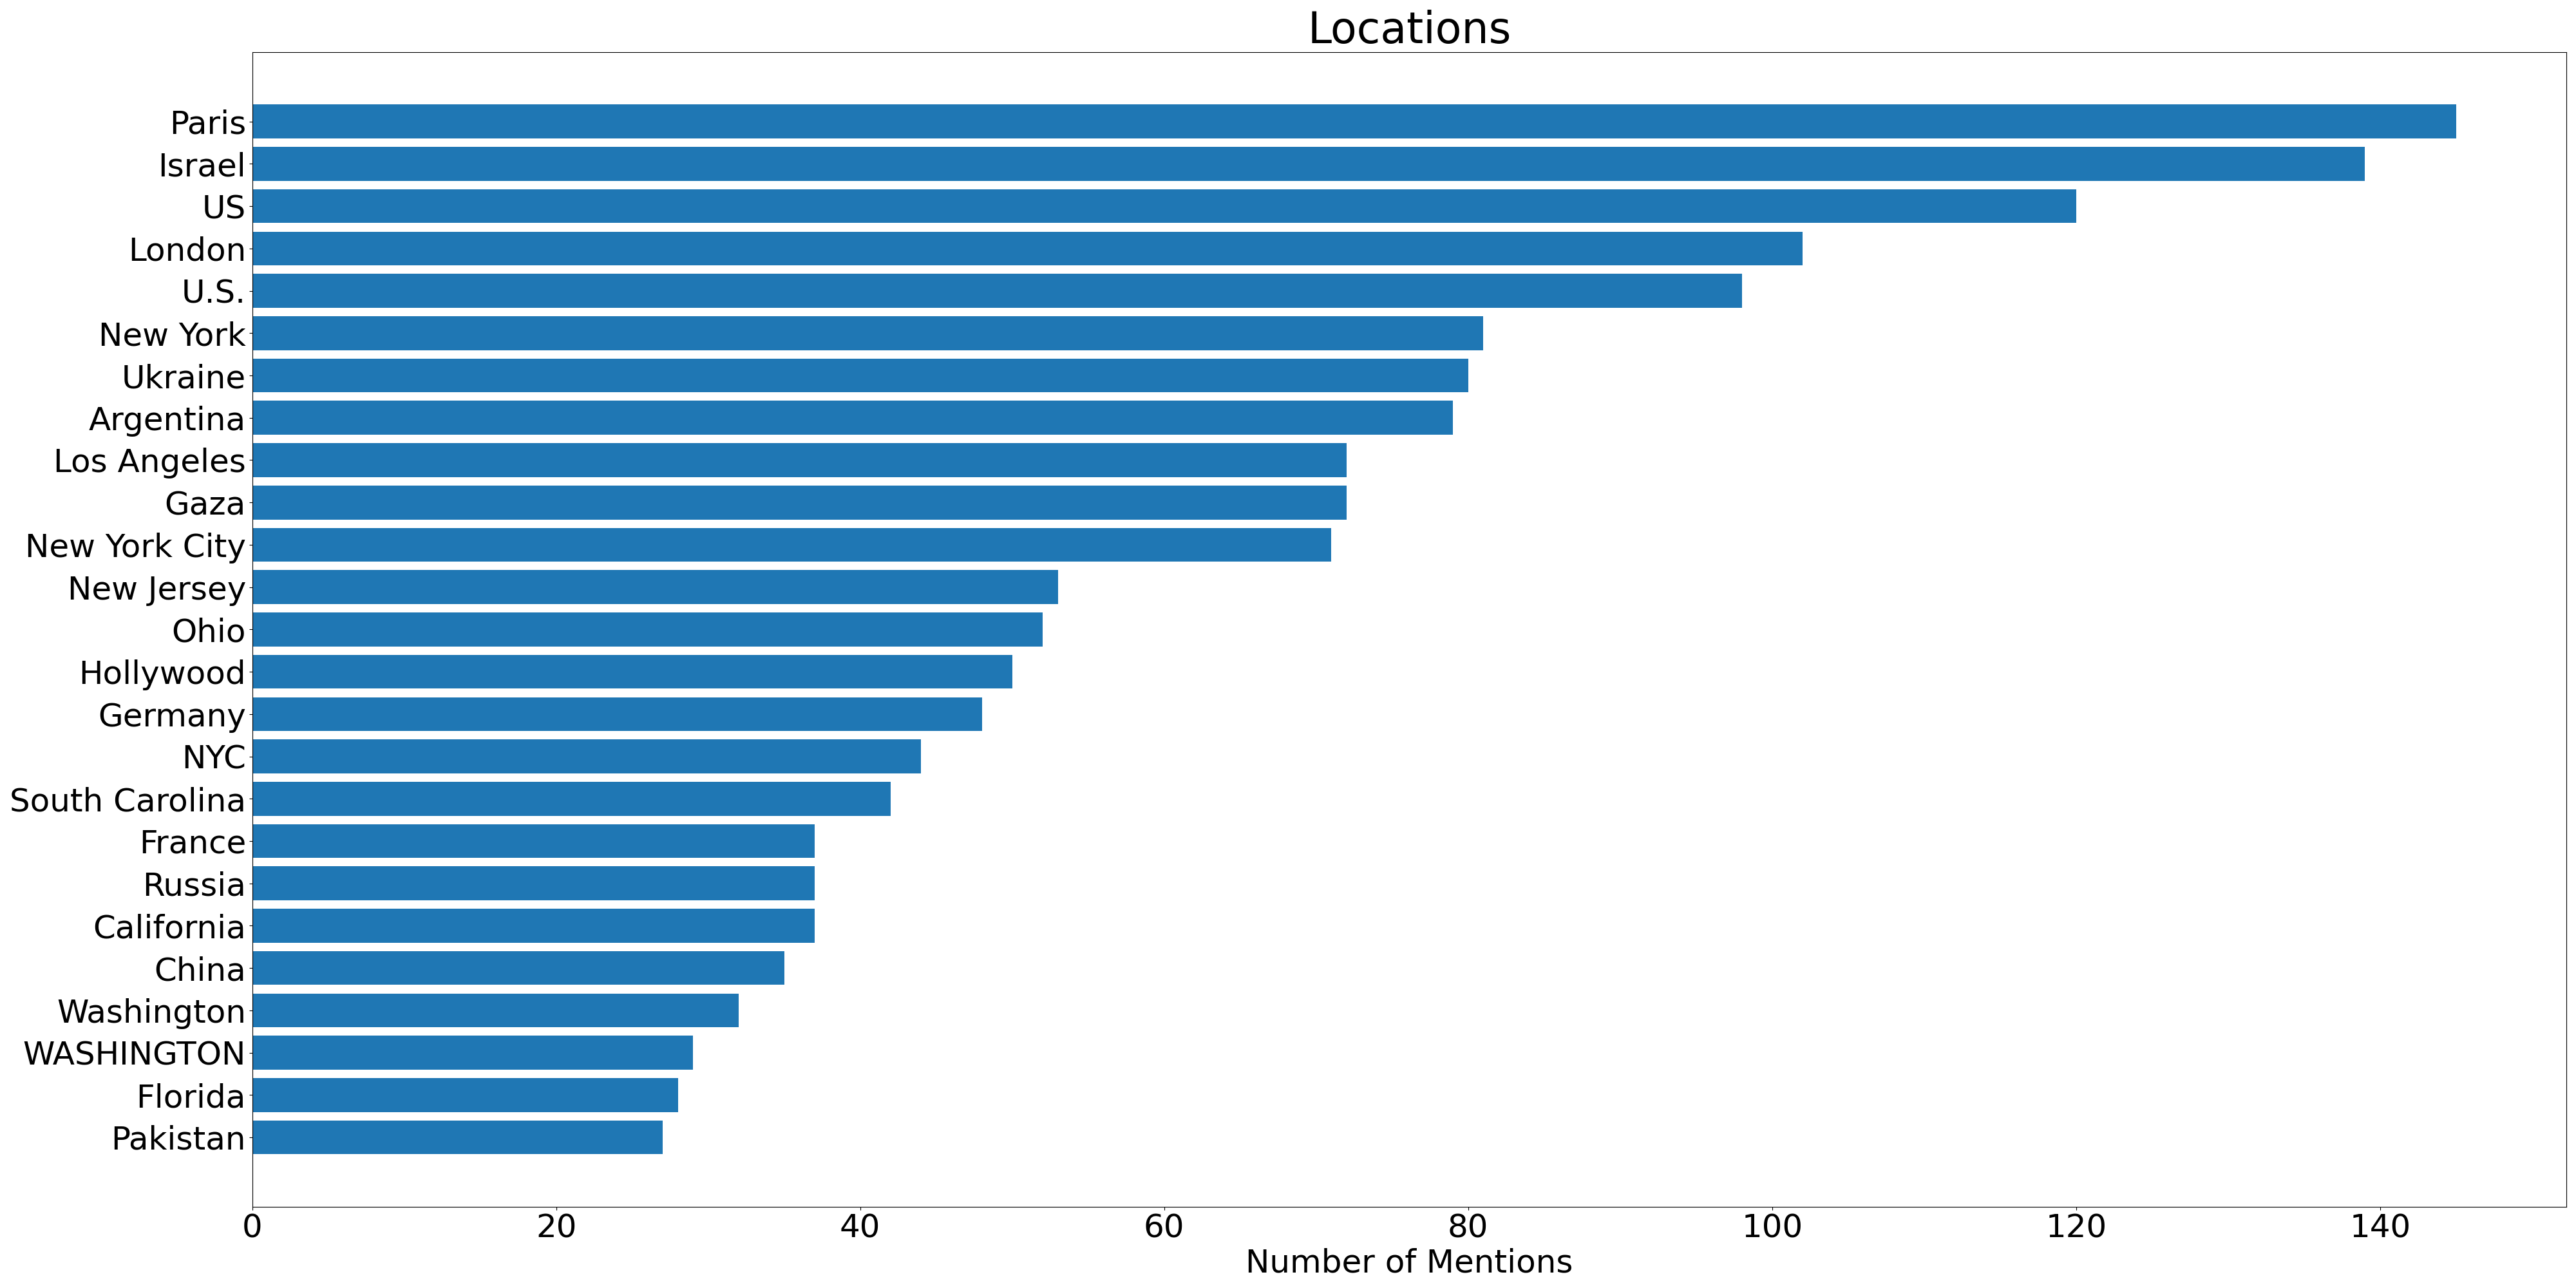 Locations
Paris
Israel
US
London
U.S.
New York
Ukraine
Argentina
Los Angeles
Gaza
New York City
New Jersey
Ohio
Hollywood
Germany
NYC
South Carolina
France
Russia
California
China
Washington
WASHINGTON
Florida
Pakistan
0 20 40 60 80 100 120 140
Number of Mentions